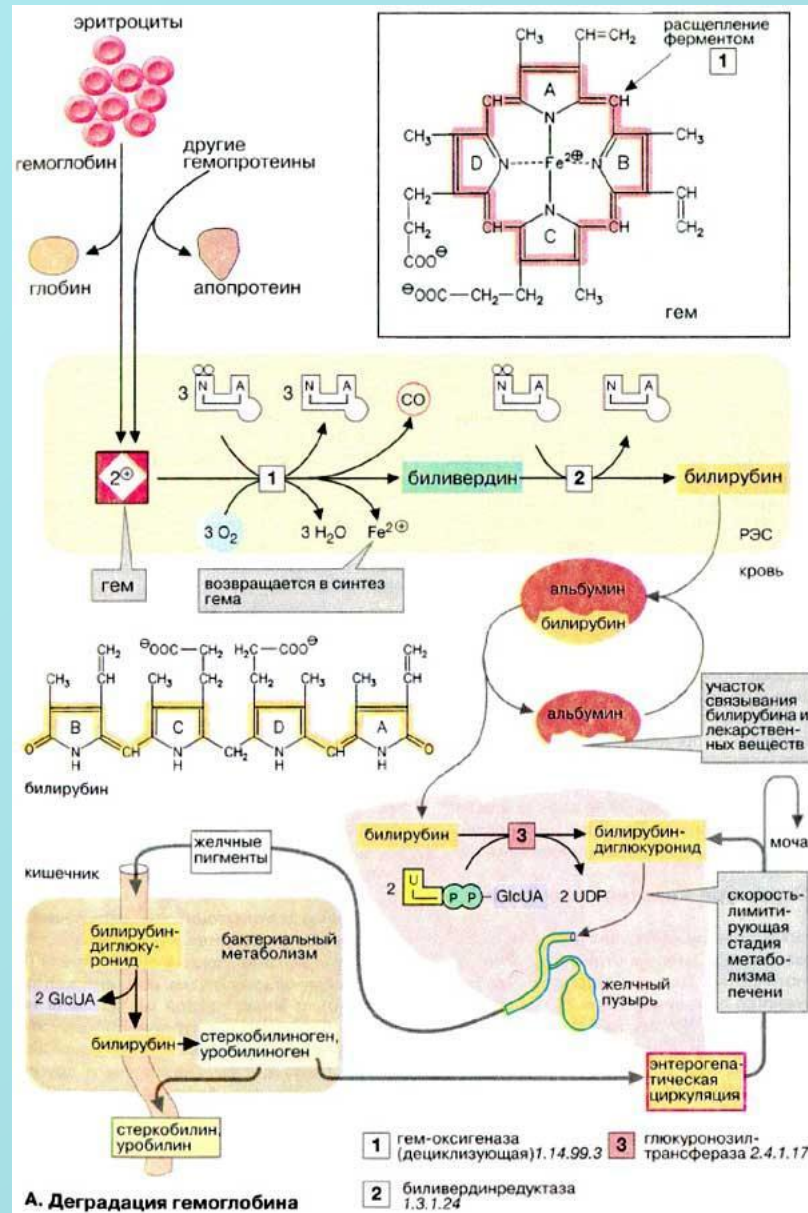 эритроциты
гемоглобин
другие
гемопротеины
глобин
апопротеин
расщепление
ферментом
1
CH₃
CH=CH₂
HC
A
CH
CH₃
N
D
N
Fe²⊕
N
B
CH₃
N
CH₂
CH
HC
C
CH
CH₂
CH₂
COO⊖
⊖OOC—CH₂—CH₂
CH₃
гем
3
N A
3
N A
CO
N A
N A
2⊕
1
биливердин
2
билирубин
3 O₂
3 H₂O
Fe²⊕
гем
возвращается в синтез
гема
РЭС
кровь
альбумин
билирубин
альбумин
участок
связывания
билирубина и
лекарствен-
ных веществ
CH₂
⊖OOC—CH₂
H₂C—COO⊖
CH₂
CH₃
CH
CH₃
CH₂
CH₂
CH₃
CH₃
CH
B
C
D
A
O
N
H
CH
N
H
CH₂
N
H
CH
N
H
O
билирубин
билирубин
3
билирубин-
диглюкуронид
моча
2
U
P P
GlcUA
2 UDP
скорость-
лимити-
рующая
стадия
метабо-
лизма
печени
желчный
пузырь
желчные
пигменты
кишечник
билирубин-
диглюку-
ронид
бактериальный
метаболизм
2 GlcUA
билирубин
стеркобилиноген,
уробилиноген
энтерогепа-
тическая
циркуляция
стеркобилин,
уробилин
1 гем-оксигеназа
(дециклизующая)1.14.99.3
3 глюкуронозил-
трансфераза 2.4.1.17
2 биливердинредуктаза
1.3.1.24
А. Деградация гемоглобина